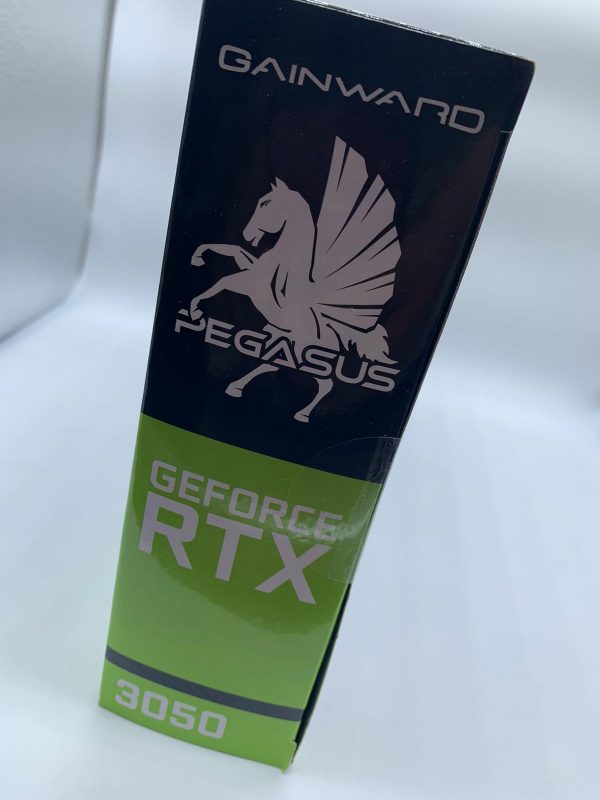 GAINWARD
PEGASUS
GEFORCE
RTX
3050